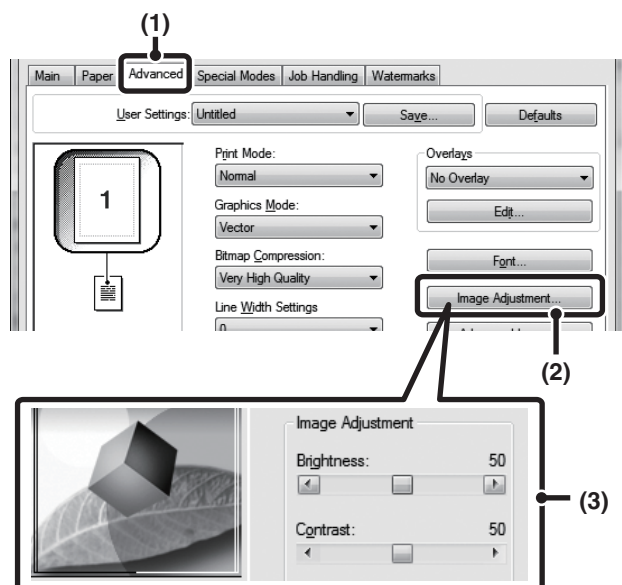 (1)
Main Paper Advanced Special Modes Job Handling Watermarks
User Settings: Untitled Save... Defaults
Print Mode: Overlays
Normal No Overlay
1
Graphics Mode: Edit...
Vector
Bitmap Compression: Font...
Very High Quality
Image Adjustment...
Line Width Settings
0
(2)
Image Adjustment
Brightness: 50
(3)
Contrast: 50